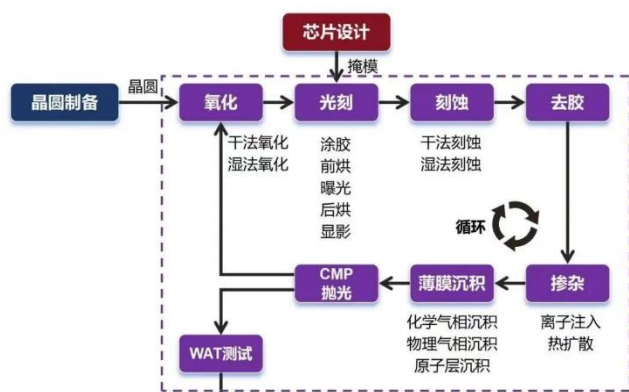 芯片设计
掩模
晶圆制备
晶圆
氧化
光刻
刻蚀
去胶
干法氧化
湿法氧化
涂胶
前烘
曝光
后烘
显影
干法刻蚀
湿法刻蚀
循环
CMP
抛光
薄膜沉积
掺杂
化学气相沉积
物理气相沉积
原子层沉积
离子注入
热扩散
WAT测试